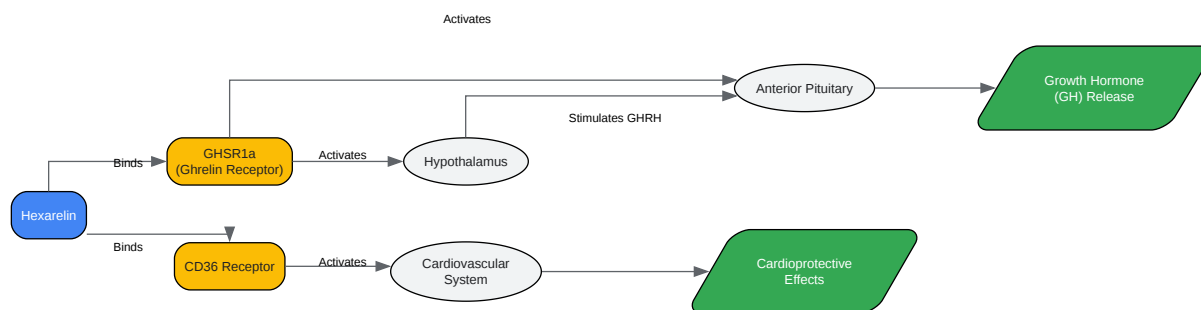 Activates
Growth Hormone
(GH) Release
Anterior Pituitary
Stimulates GHRH
GHSR1a
(Ghrelin Receptor)
Binds
Activates
Hypothalamus
Hexarelin
Binds
CD36 Receptor
Activates
Cardiovascular
System
Cardioprotective
Effects